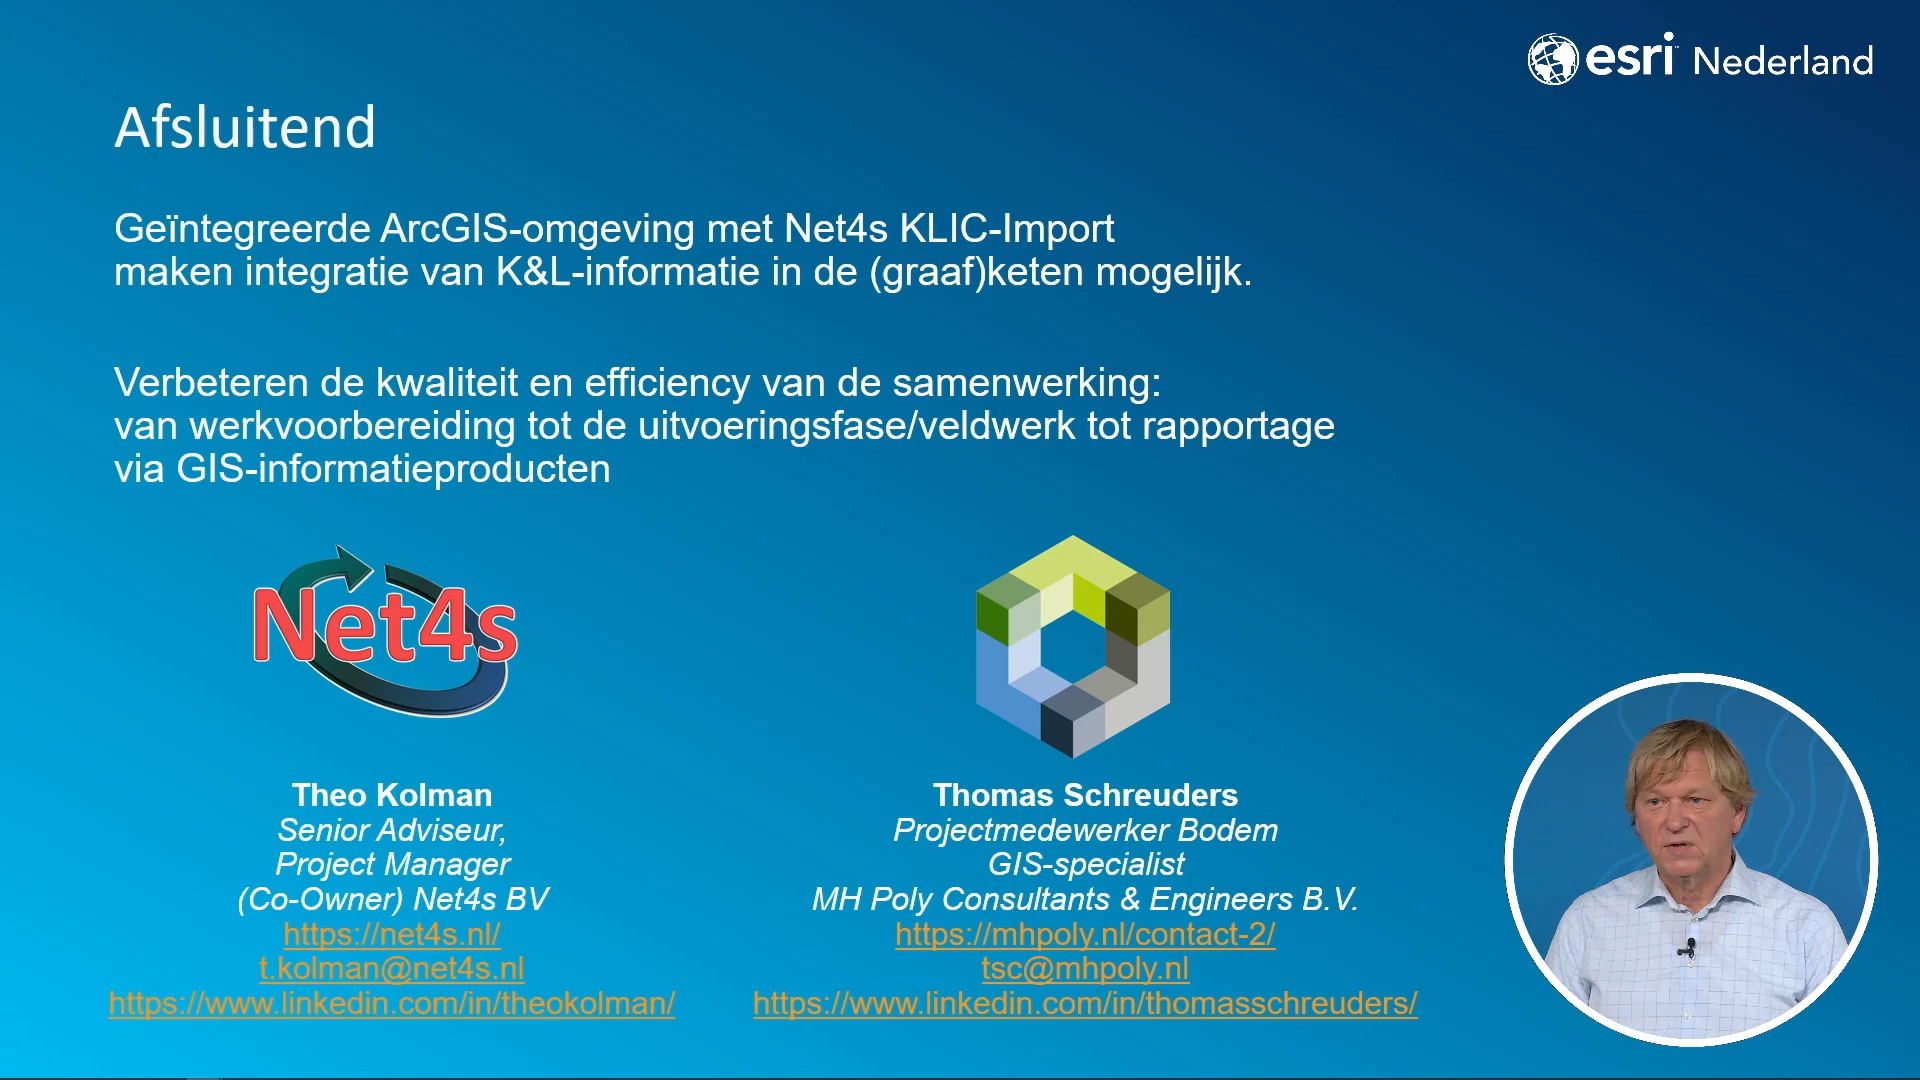 esri Nederland
Afsluitend
Geïntegreerde ArcGIS-omgeving met Net4s KLIC-Import
maken integratie van K&L-informatie in de (graaf)keten mogelijk.
Verbeteren de kwaliteit en efficiency van de samenwerking:
van werkvoorbereiding tot de uitvoeringsfase/veldwerk tot rapportage
via GIS-informatieproducten
Net4s
Theo Kolman
Senior Adviseur,
Project Manager
(Co-Owner) Net4s BV
https://net4s.nl/
t.kolman@net4s.nl
https://www.linkedin.com/in/theokolman/
Thomas Schreuders
Projectmedewerker Bodem
GIS-specialist
MH Poly Consultants & Engineers B.V.
https://mhpoly.nl/contact-2/
tsc@mhpoly.nl
https://www.linkedin.com/in/thomasschreuders/